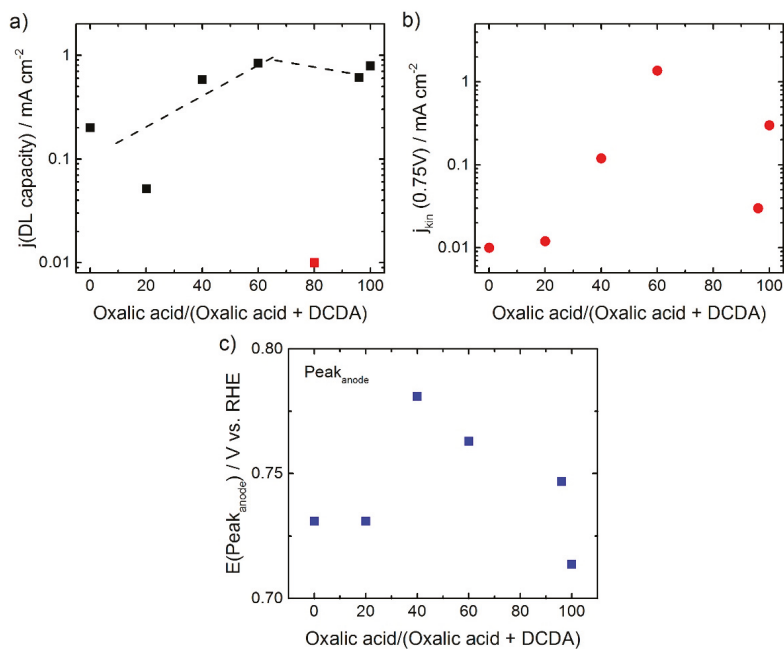 a)
j(DL capacity) / mA cm⁻²
1
0.1
0.01
0 20 40 60 80 100
Oxalic acid/(Oxalic acid + DCDA)
b)
jkin (0.75V) / mA cm⁻²
1
0.1
0.01
0 20 40 60 80 100
Oxalic acid/(Oxalic acid + DCDA)
c)
E(Peakanode) / V vs. RHE
0.80
0.75
0.70
Peakanode
0 20 40 60 80 100
Oxalic acid/(Oxalic acid + DCDA)